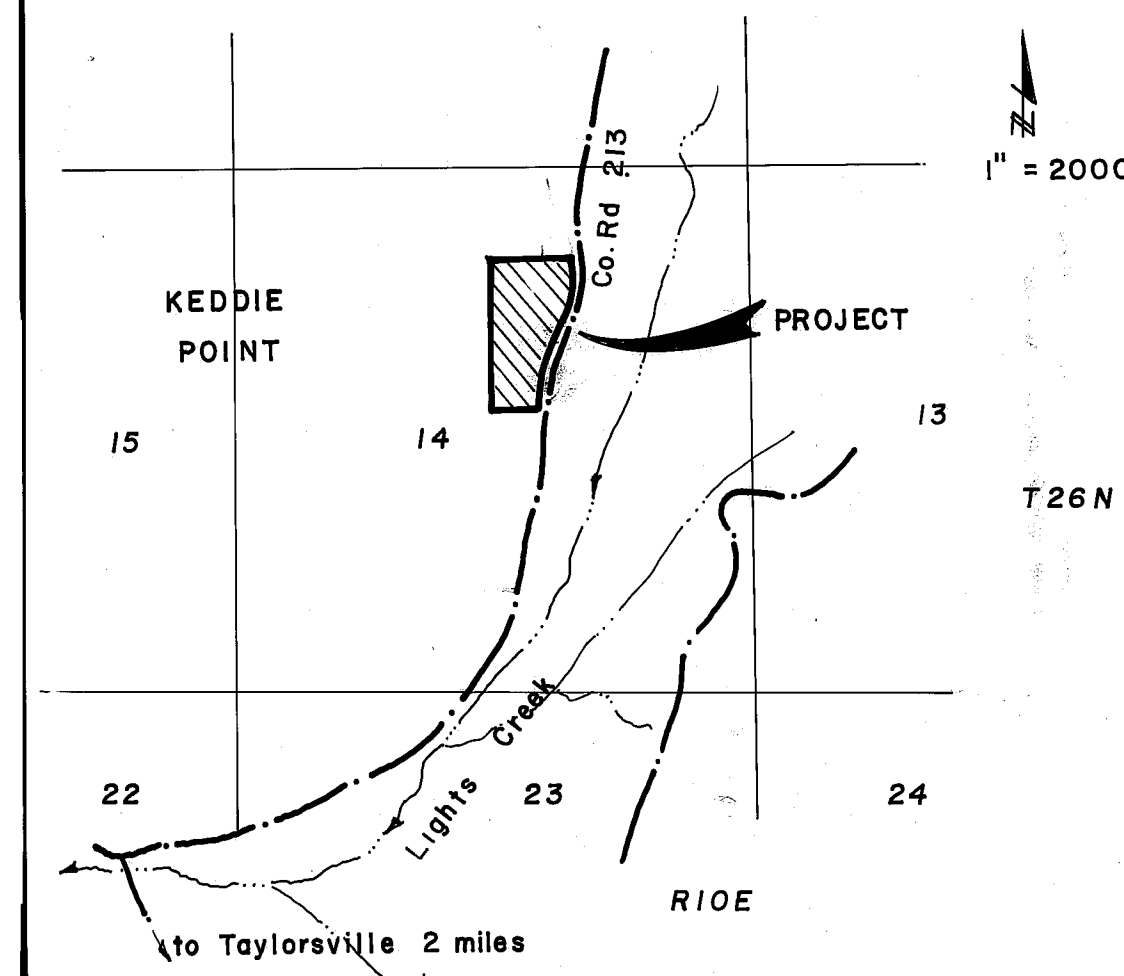 Co. Rd 213
1" = 2000
KEDDIE
POINT
PROJECT
15
14
13
T26N
Lights Creek
22
23
24
R10E
to Taylorsville 2 miles